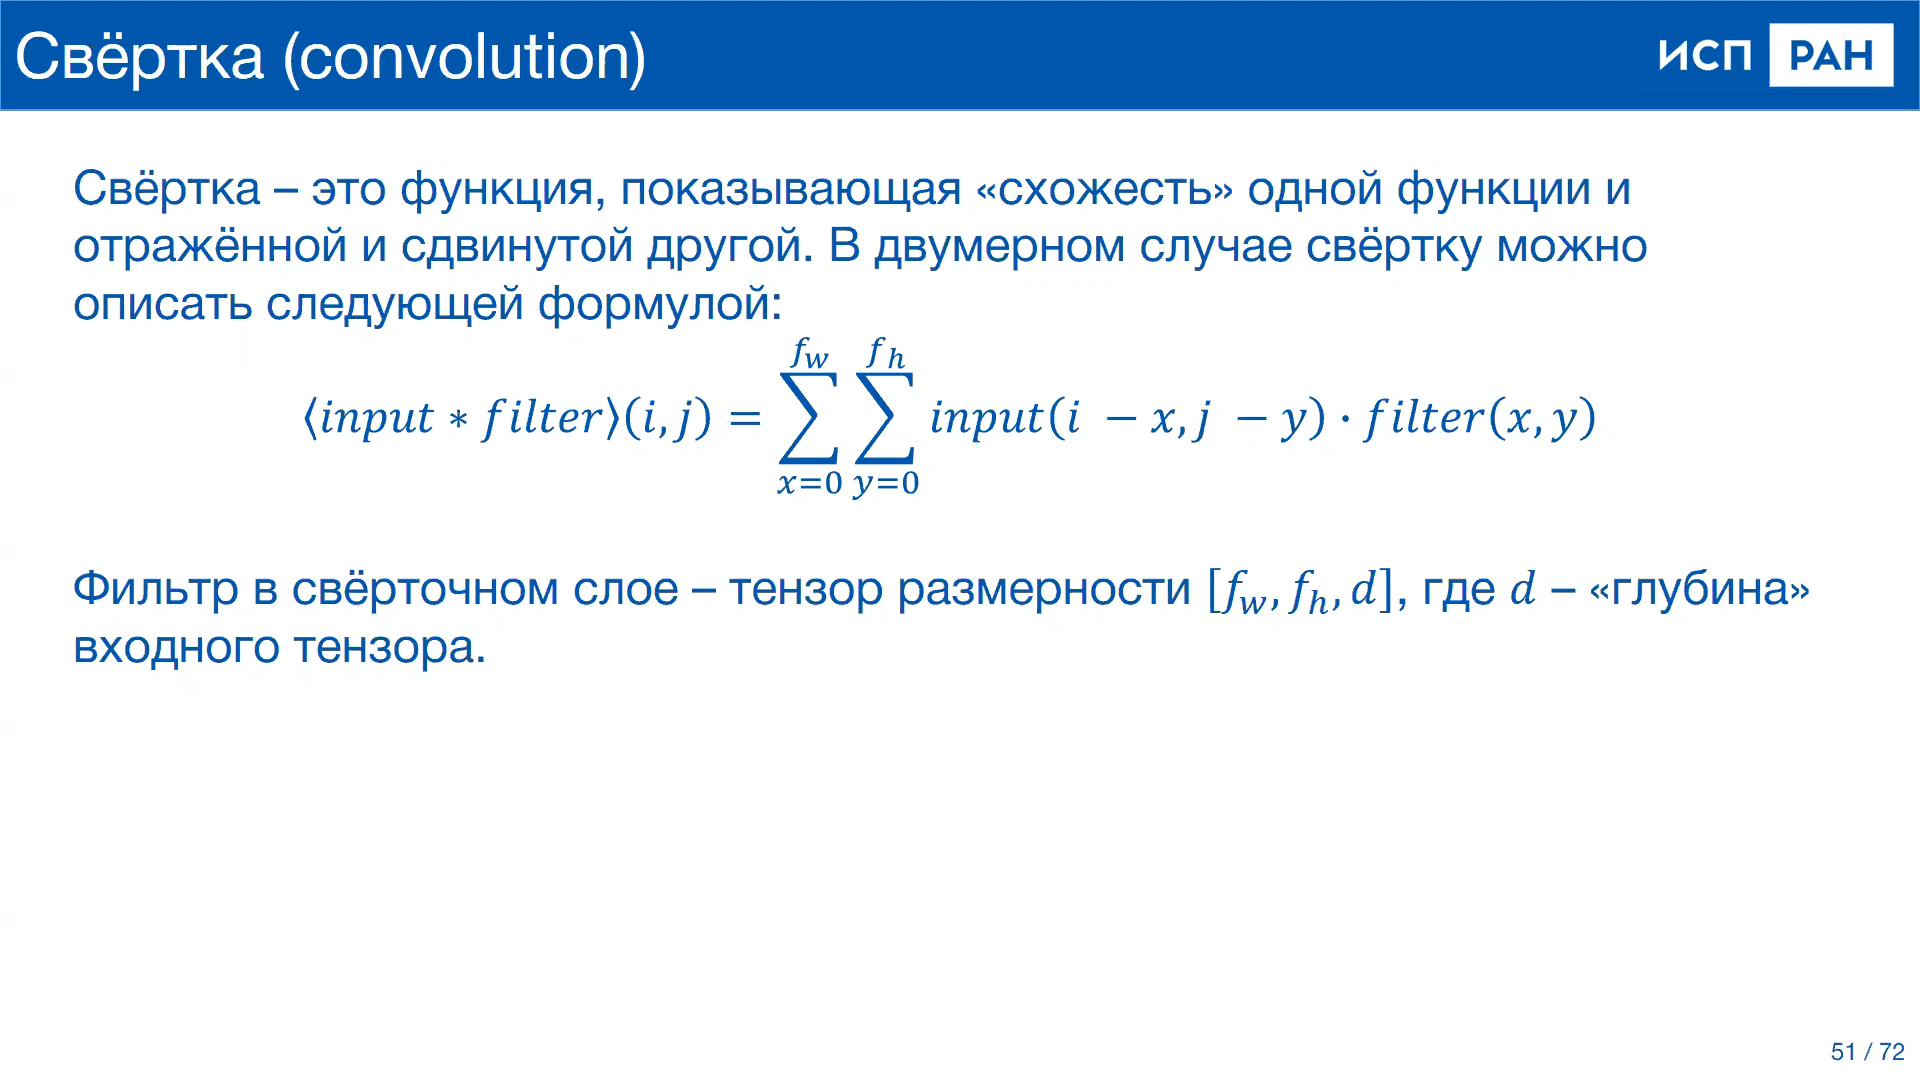 Свёртка (convolution)
ИСП РАН
Свёртка – это функция, показывающая «схожесть» одной функции и
отражённой и сдвинутой другой. В двумерном случае свёртку можно
описать следующей формулой:
⟨input ∗ filter⟩(i, j) = ∑_{x=0}^{f_w} ∑_{y=0}^{f_h} input(i − x, j − y) · filter(x, y)
Фильтр в свёрточном слое – тензор размерности [f_w, f_h, d], где d – «глубина»
входного тензора.
51 / 72